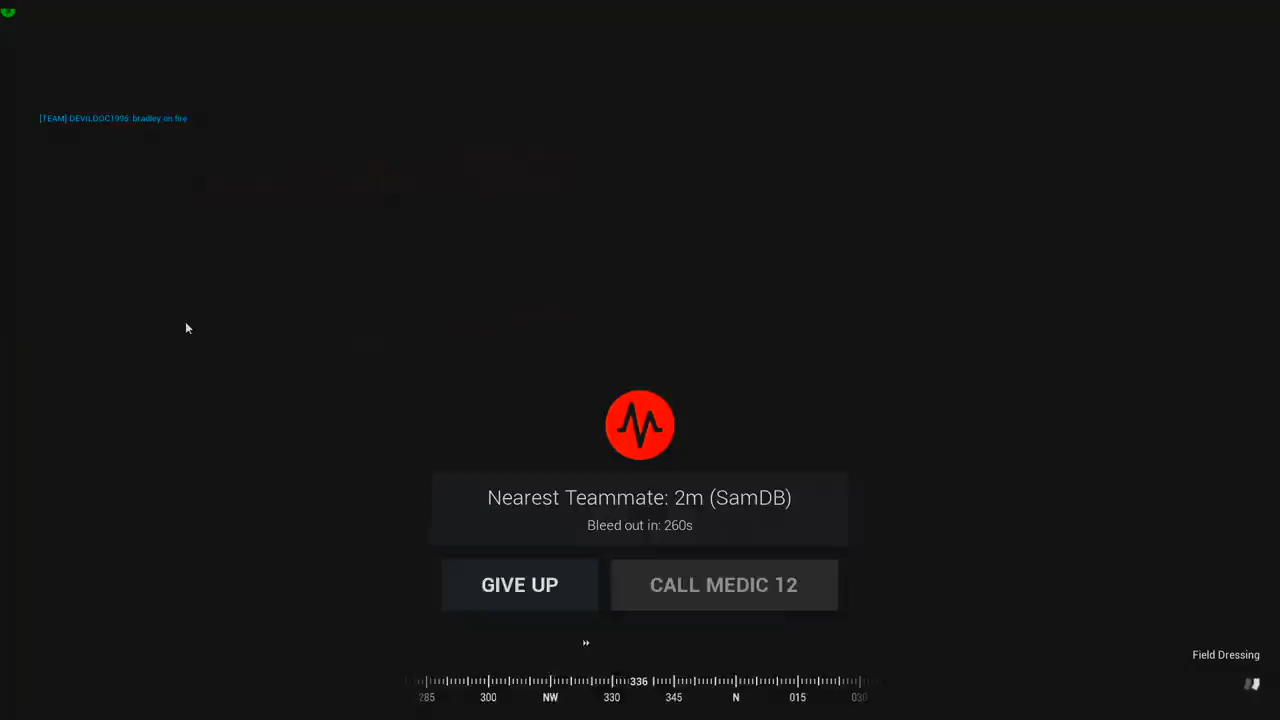 [TEAM] DEVILDOC1996: bradley on fire
Nearest Teammate: 2m (SamDB)
Bleed out in: 260s
GIVE UP
CALL MEDIC 12
Field Dressing
336
285 300 NW 330 345 N 015 030